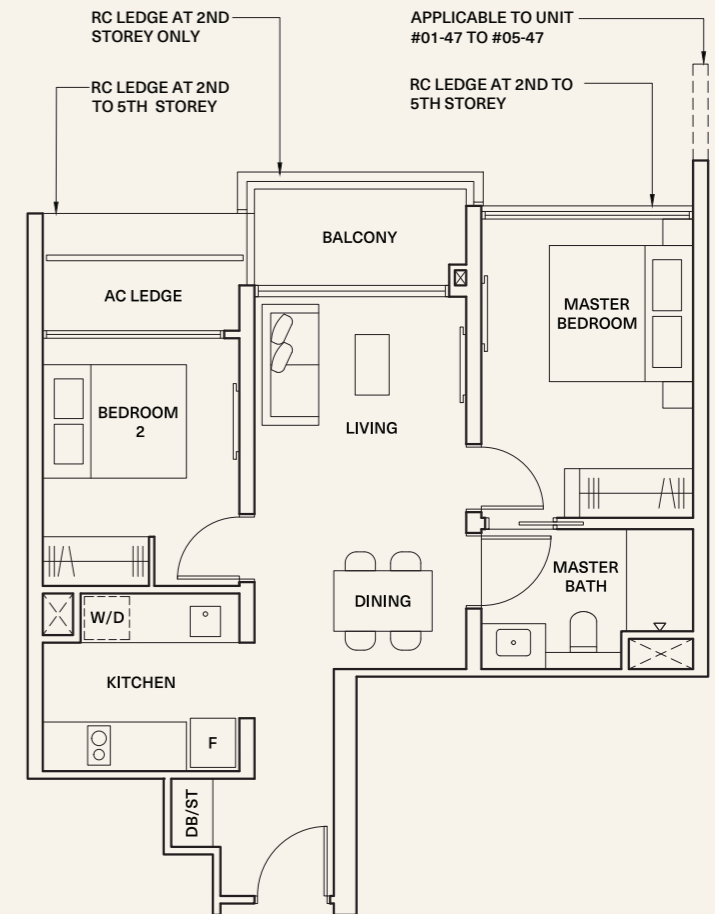 RC LEDGE AT 2ND
STOREY ONLY
APPLICABLE TO UNIT
#01-47 TO #05-47
RC LEDGE AT 2ND
TO 5TH STOREY
RC LEDGE AT 2ND TO
5TH STOREY
BALCONY
AC LEDGE
MASTER
BEDROOM
BEDROOM
2
LIVING
MASTER
BATH
DINING
W/D
KITCHEN
F
DB/ST